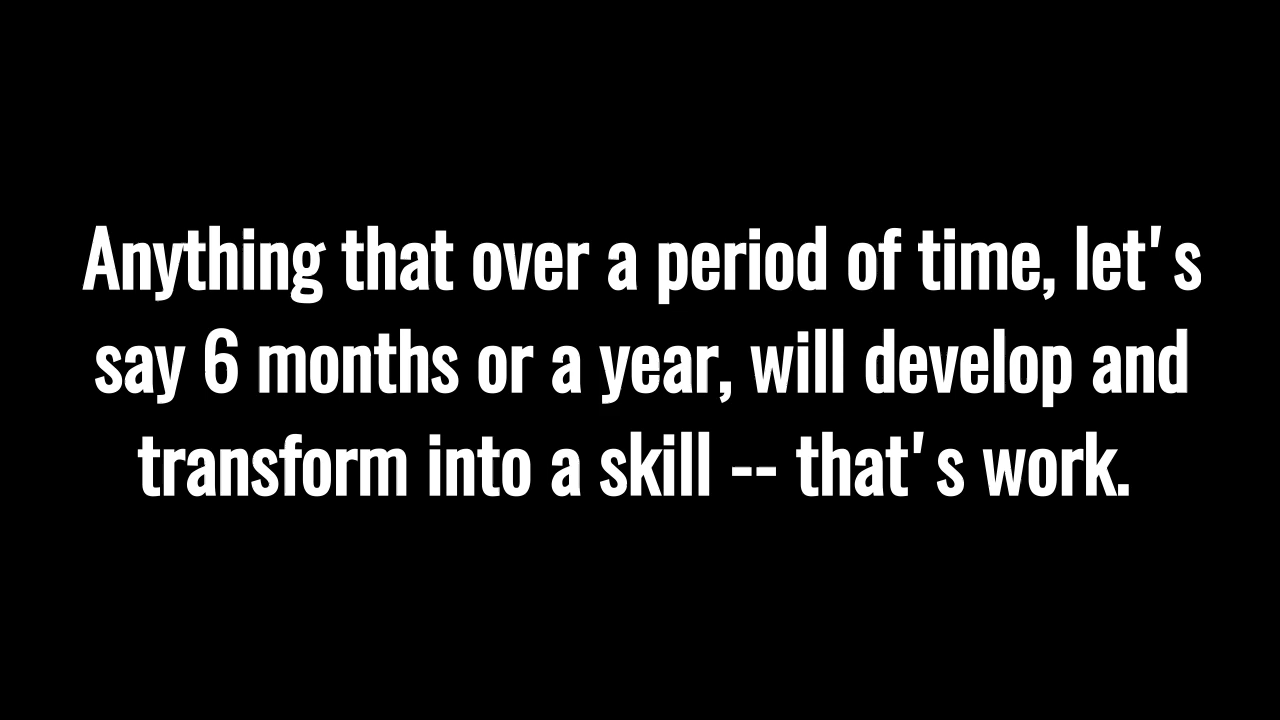 Anything that over a period of time, let's
say 6 months or a year, will develop and
transform into a skill -- that's work.